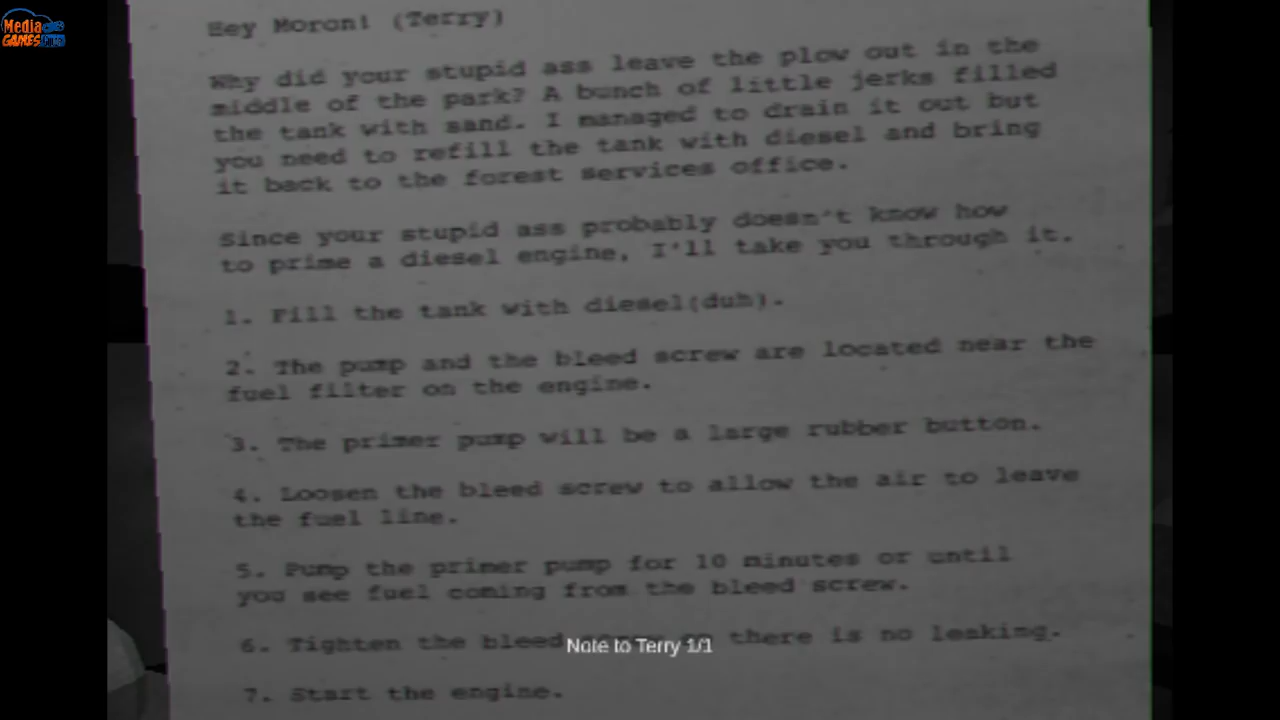 Media
GAMES
Hey Moron! (Terry)
Why did your stupid ass leave the plow out in the
middle of the park? A bunch of little jerks filled
the tank with sand. I managed to drain it out but
you need to refill the tank with diesel and bring
it back to the forest services office.
Since your stupid ass probably doesn't know how
to prime a diesel engine, I'll take you through it.
1. Fill the tank with diesel(duh).
2. The pump and the bleed screw are located near the
fuel filter on the engine.
3. The primer pump will be a large rubber button.
4. Loosen the bleed screw to allow the air to leave
the fuel line.
5. Pump the primer pump for 10 minutes or until
you see fuel coming from the bleed screw.
6. Tighten the bleed there is no leaking.
Note to Terry 1/1
7. Start the engine.